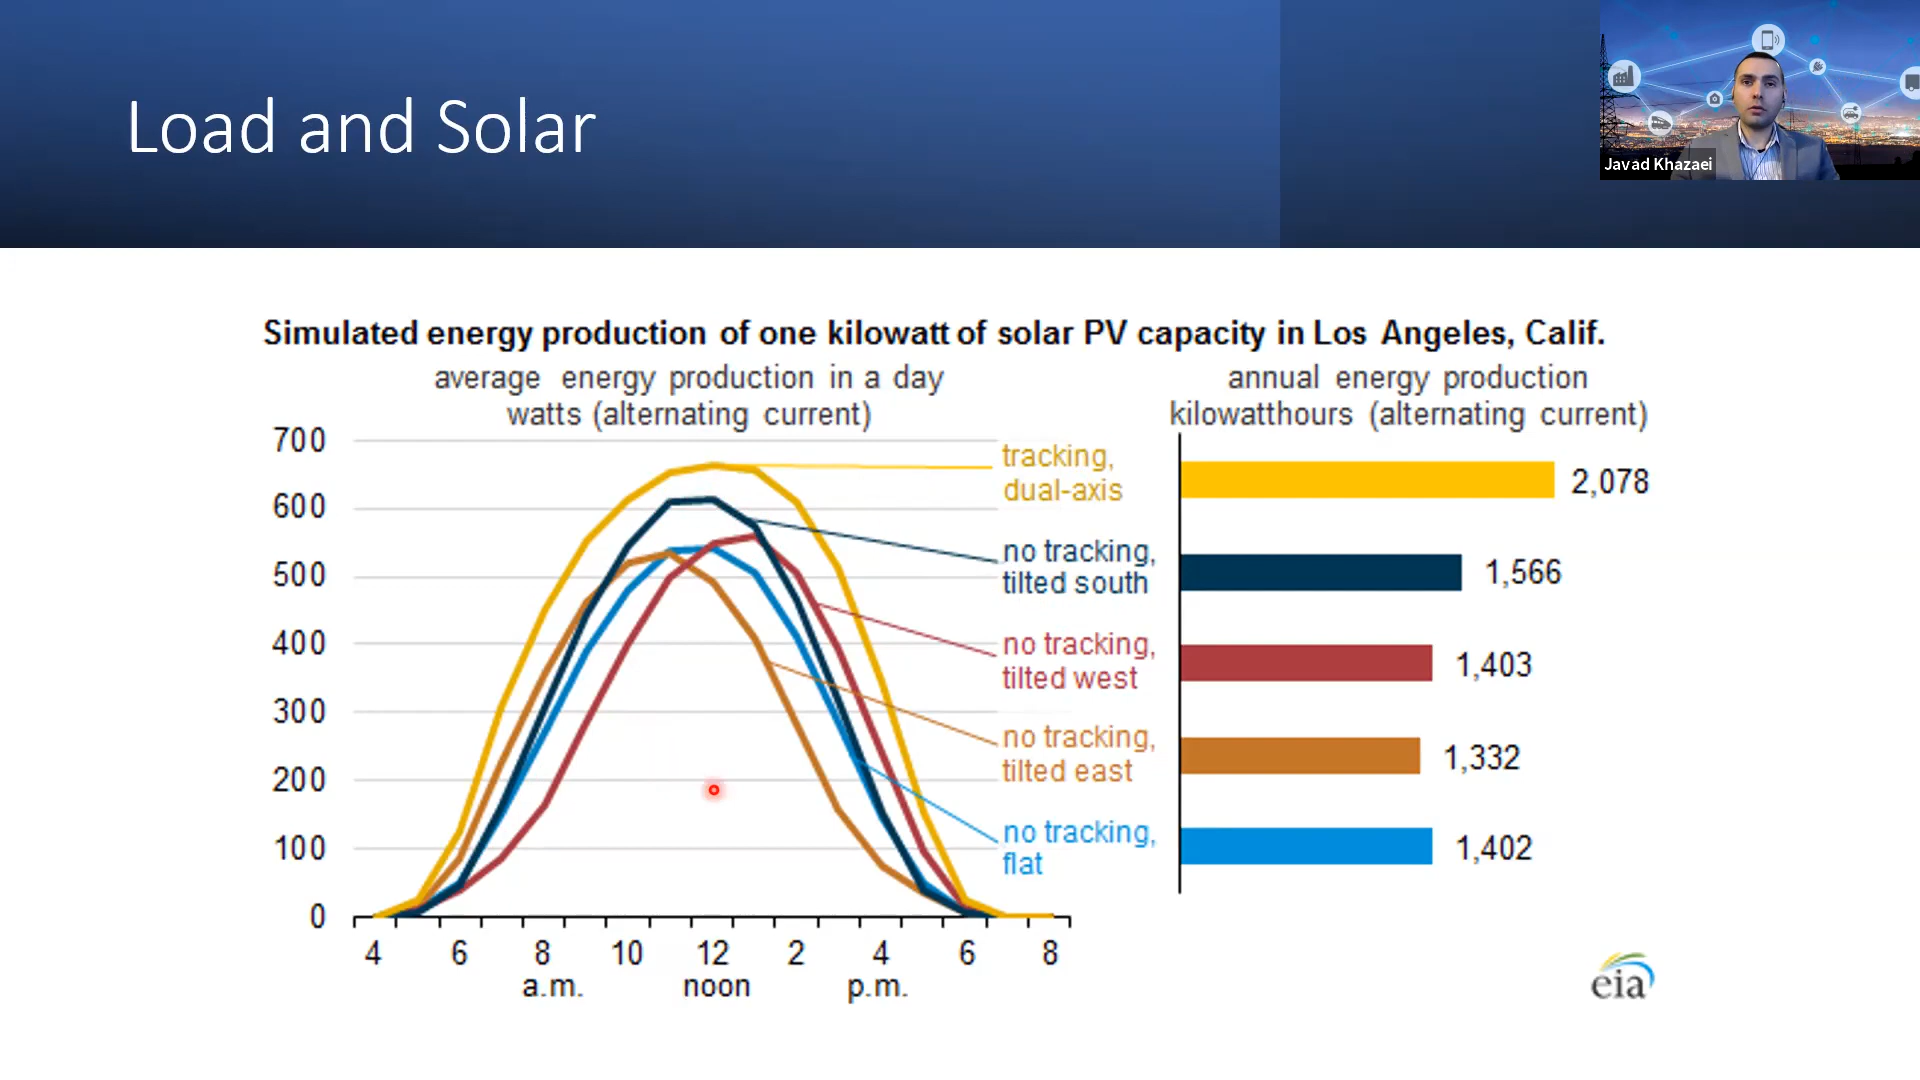 Load and Solar
Javad Khazaei
Simulated energy production of one kilowatt of solar PV capacity in Los Angeles, Calif.
average energy production in a day
watts (alternating current)
annual energy production
kilowatthours (alternating current)
700
600
500
400
300
200
100
0
4
6
8
10
12
2
4
6
8
a.m.
noon
p.m.
tracking,
dual-axis
no tracking,
tilted south
no tracking,
tilted west
no tracking,
tilted east
no tracking,
flat
2,078
1,566
1,403
1,332
1,402
eia